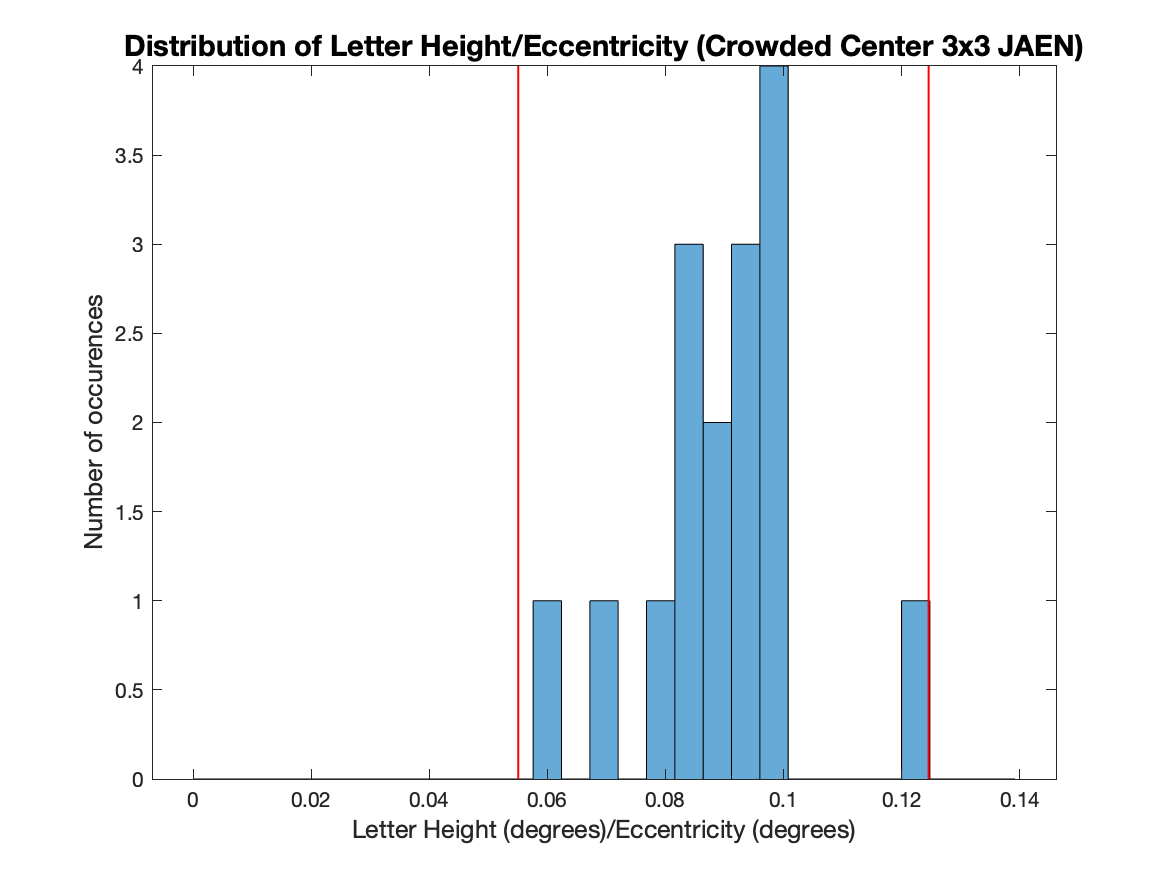 Distribution of Letter Height/Eccentricity (Crowded Center 3x3 JAEN)
4
3.5
3
2.5
2
1.5
1
0.5
0
Number of occurences
0 0.02 0.04 0.06 0.08 0.1 0.12 0.14
Letter Height (degrees)/Eccentricity (degrees)